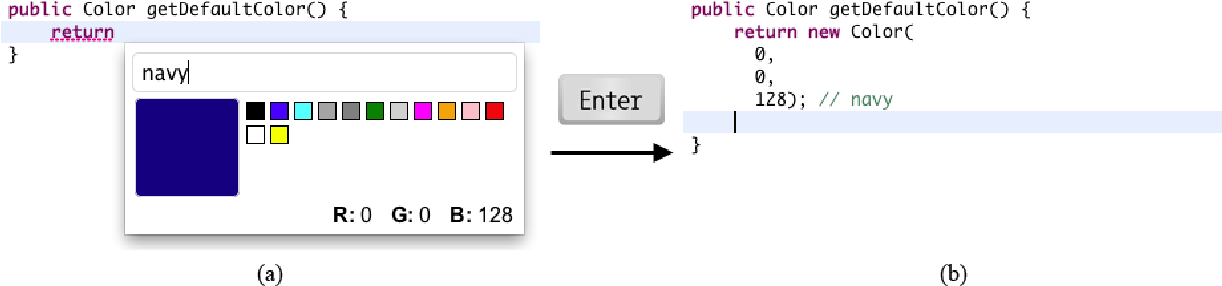 public Color getDefaultColor() {
return
}
navy
R: 0 G: 0 B: 128
(a)
Enter
public Color getDefaultColor() {
return new Color(
0,
0,
128); // navy
}
(b)